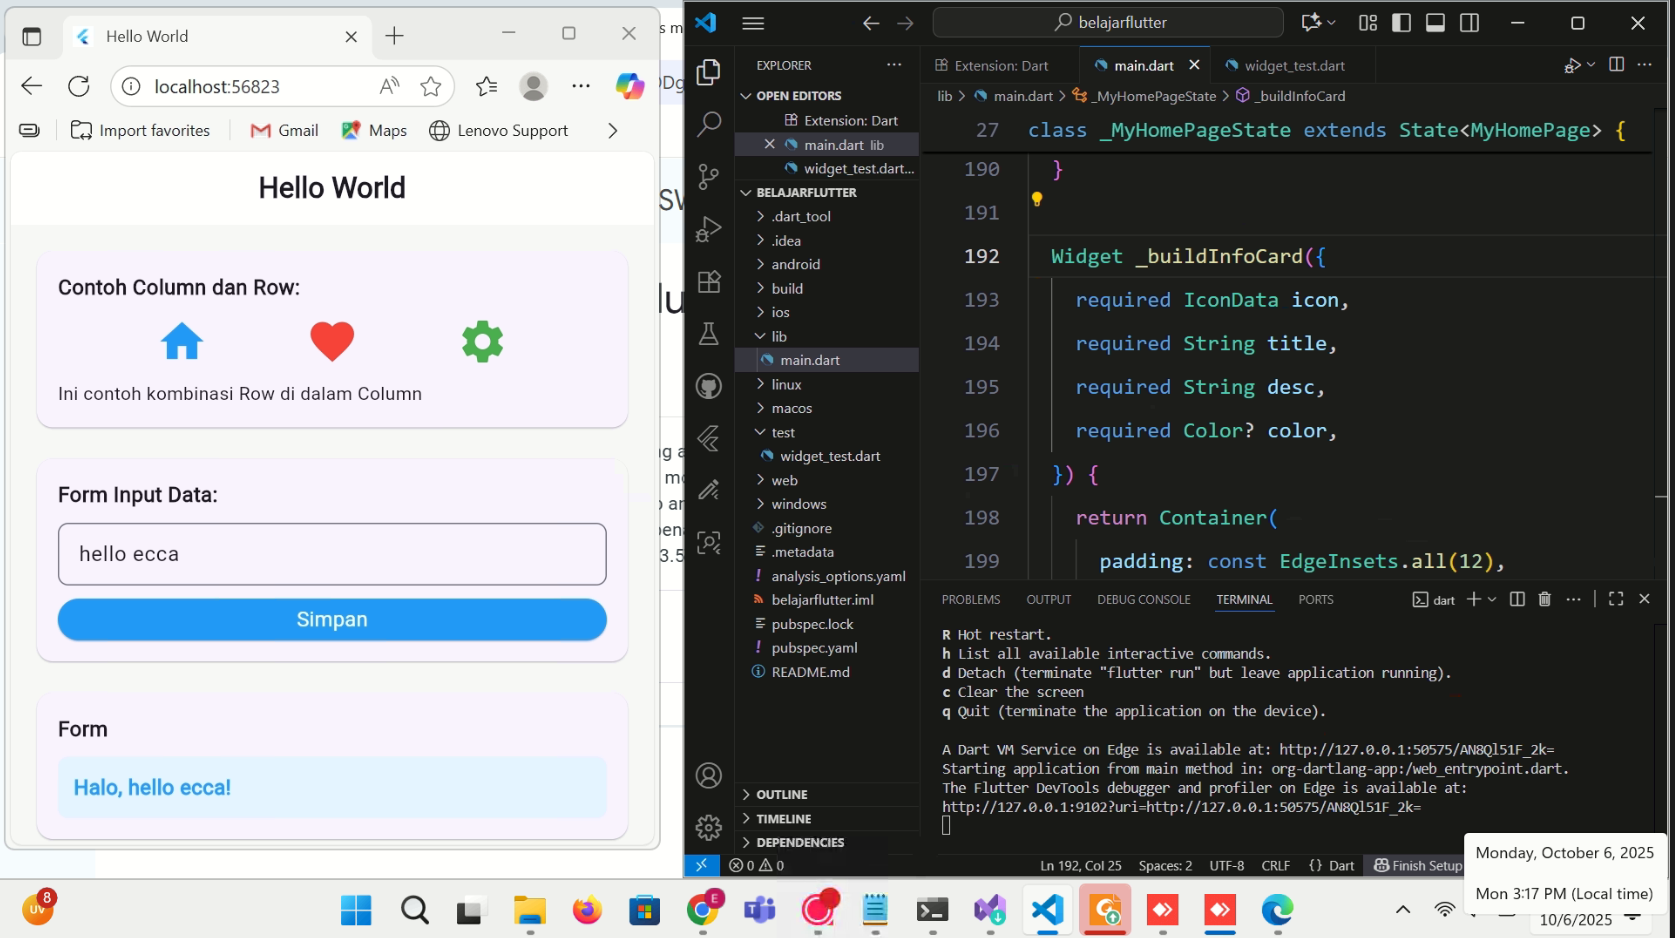 Hello World
localhost:56823
Import favorites
Gmail
Maps
Lenovo Support
Hello World
Contoh Column dan Row:
Ini contoh kombinasi Row di dalam Column
Form Input Data:
hello ecca
Simpan
Form
Halo, hello ecca!
belajarflutter
EXPLORER
OPEN EDITORS
Extension: Dart
main.dart lib
widget_test.dart...
BELAJARFLUTTER
.dart_tool
.idea
android
build
ios
lib
main.dart
linux
macos
test
widget_test.dart
web
windows
.gitignore
.metadata
analysis_options.yaml
belajarflutter.iml
pubspec.lock
pubspec.yaml
README.md
OUTLINE
TIMELINE
DEPENDENCIES
Extension: Dart
main.dart
widget_test.dart
lib > main.dart > _MyHomePageState > _buildInfoCard
27 class _MyHomePageState extends State<MyHomePage> {
190 }
191
192 Widget _buildInfoCard({
193 required IconData icon,
194 required String title,
195 required String desc,
196 required Color? color,
197 }) {
198 return Container(
199 padding: const EdgeInsets.all(12),
PROBLEMS OUTPUT DEBUG CONSOLE TERMINAL PORTS
dart
R Hot restart.
h List all available interactive commands.
d Detach (terminate "flutter run" but leave application running).
c Clear the screen
q Quit (terminate the application on the device).
A Dart VM Service on Edge is available at: http://127.0.0.1:50575/AN8Ql51F_2k=
Starting application from main method in: org-dartlang-app:/web_entrypoint.dart.
The Flutter DevTools debugger and profiler on Edge is available at:
http://127.0.0.1:9102?uri=http://127.0.0.1:50575/AN8Ql51F_2k=
0 0
Ln 192, Col 25 Spaces: 2 UTF-8 CRLF {} Dart Finish Setup
Monday, October 6, 2025
Mon 3:17 PM (Local time)
10/6/2025
UV
8
E